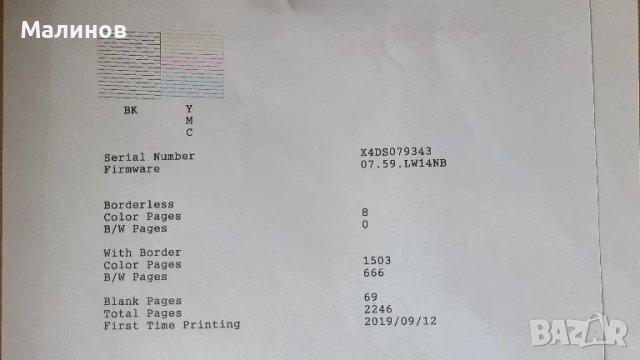 Малинов
BK Y
M
C
Serial Number X4DS079343
Firmware 07.59.LW14NB
Borderless
Color Pages 8
B/W Pages 0
With Border
Color Pages 1503
B/W Pages 666
Blank Pages 69
Total Pages 2246
First Time Printing 2019/09/12
BAZAR